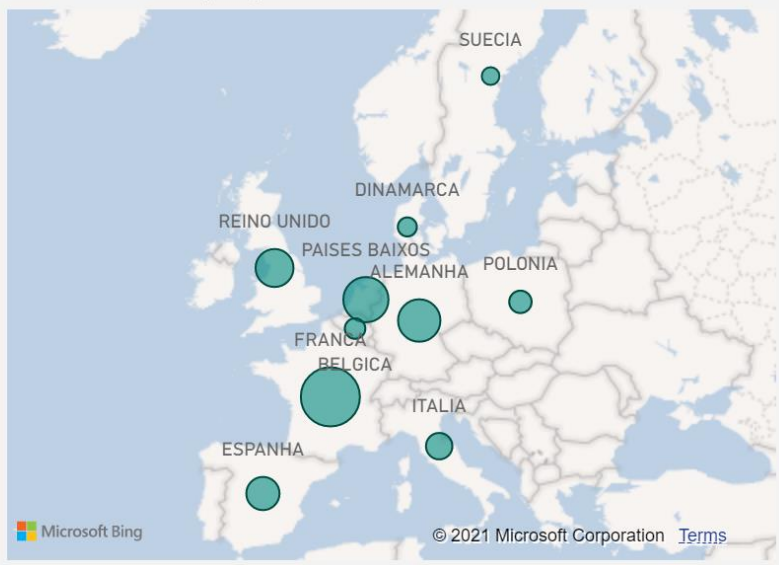 SUECIA
DINAMARCA
REINO UNIDO
PAISES BAIXOS
ALEMANHA
POLONIA
FRANCA
BELGICA
ITALIA
ESPANHA
Microsoft Bing
© 2021 Microsoft Corporation Terms